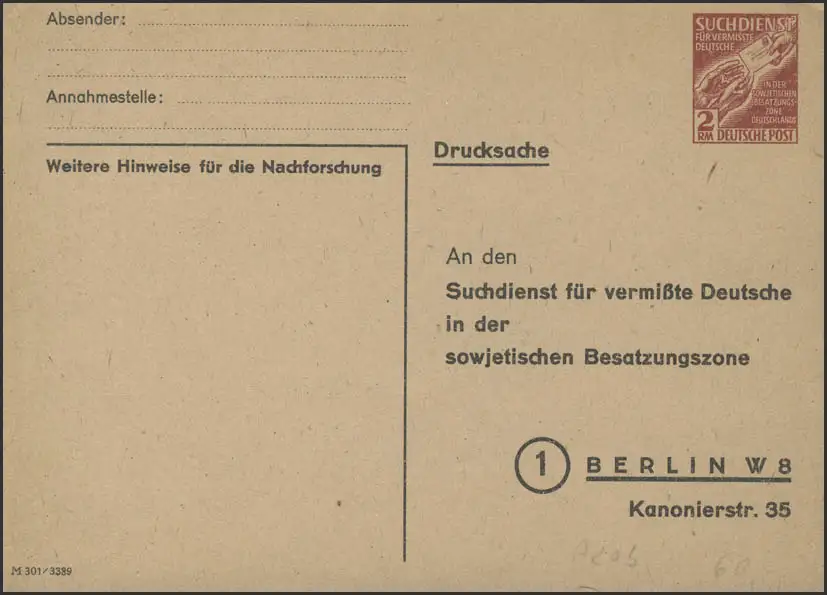 Absender:
Annahmestelle:
Weitere Hinweise für die Nachforschung
SUCHDIENST
FÜR VERMISSTE
DEUTSCHE
IN DER
SOWJETISCHEN
BESATZUNGS-
ZONE
DEUTSCHLANDS
2
RM DEUTSCHE POST
Drucksache
An den
Suchdienst für vermißte Deutsche
in der
sowjetischen Besatzungszone
1 BERLIN W 8
Kanonierstr. 35
M 301/3389